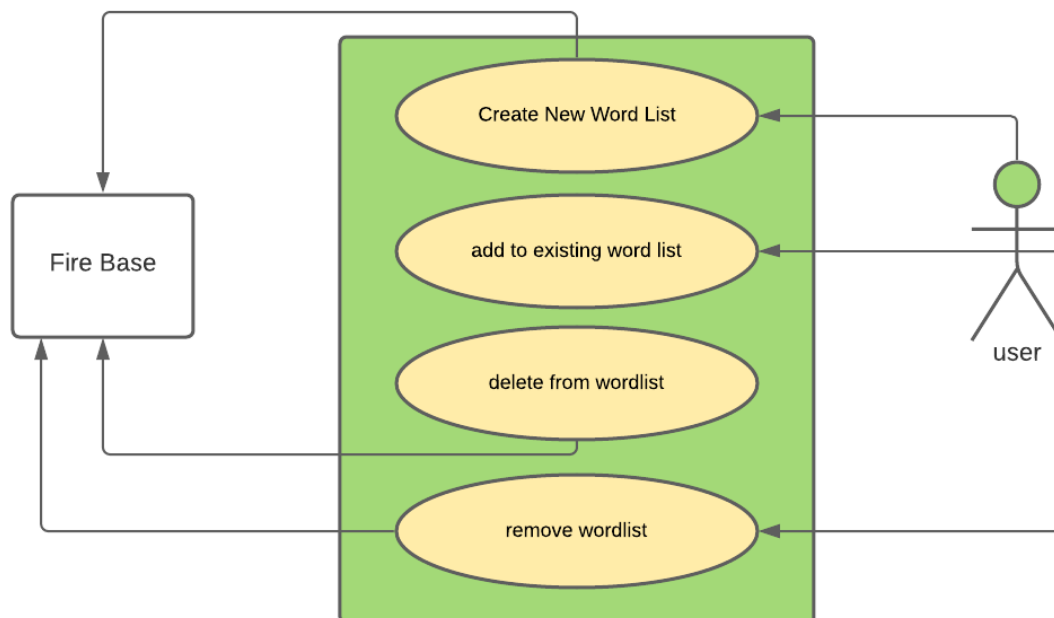 Create New Word List
Fire Base
add to existing word list
user
delete from wordlist
remove wordlist